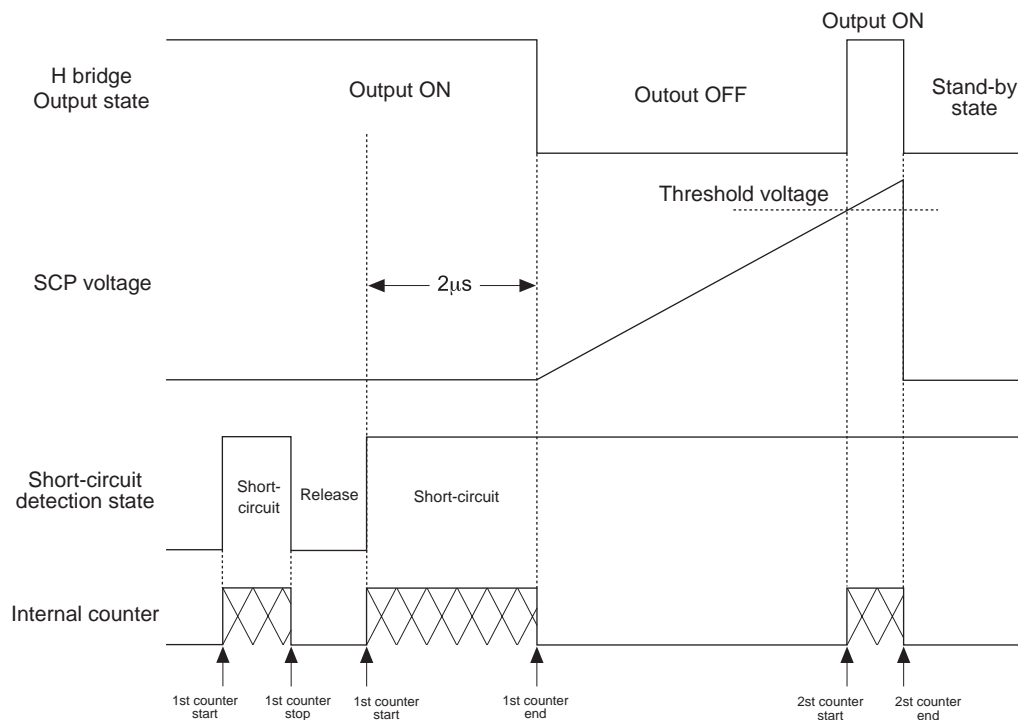 Output ON
H bridge
Output state
Output ON
Outout OFF
Stand-by
state
Threshold voltage
SCP voltage
2μs
Short-circuit
detection state
Short-
circuit
Release
Short-circuit
Internal counter
1st counter
start
1st counter
stop
1st counter
start
1st counter
end
2st counter
start
2st counter
end